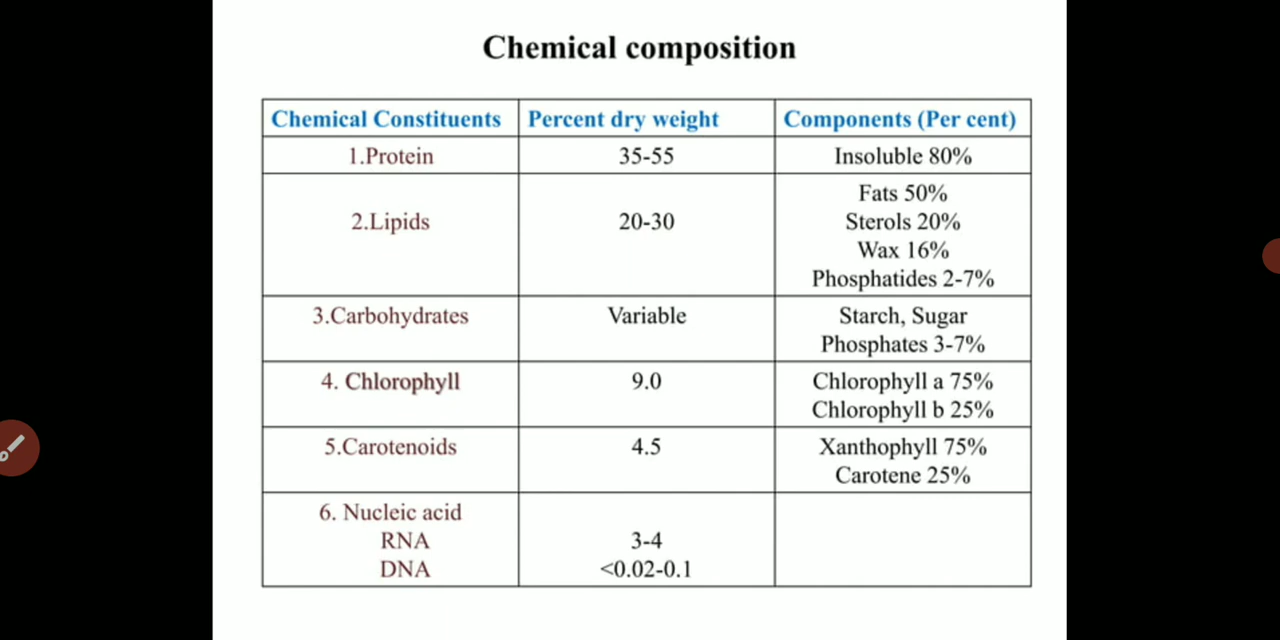 Chemical composition
Chemical Constituents Percent dry weight Components (Per cent)
1.Protein 35-55 Insoluble 80%
Fats 50%
2.Lipids 20-30 Sterols 20%
Wax 16%
Phosphatides 2-7%
3.Carbohydrates Variable Starch, Sugar
Phosphates 3-7%
4. Chlorophyll 9.0 Chlorophyll a 75%
Chlorophyll b 25%
5.Carotenoids 4.5 Xanthophyll 75%
Carotene 25%
6. Nucleic acid
RNA 3-4
DNA <0.02-0.1